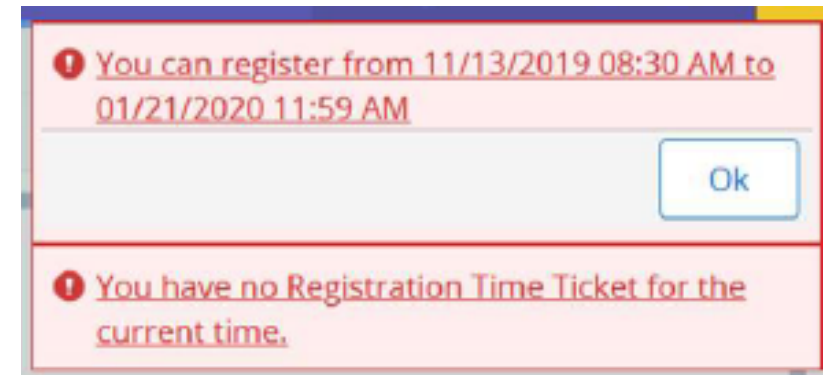 You can register from 11/13/2019 08:30 AM to
01/21/2020 11:59 AM
Ok
You have no Registration Time Ticket for the
current time.